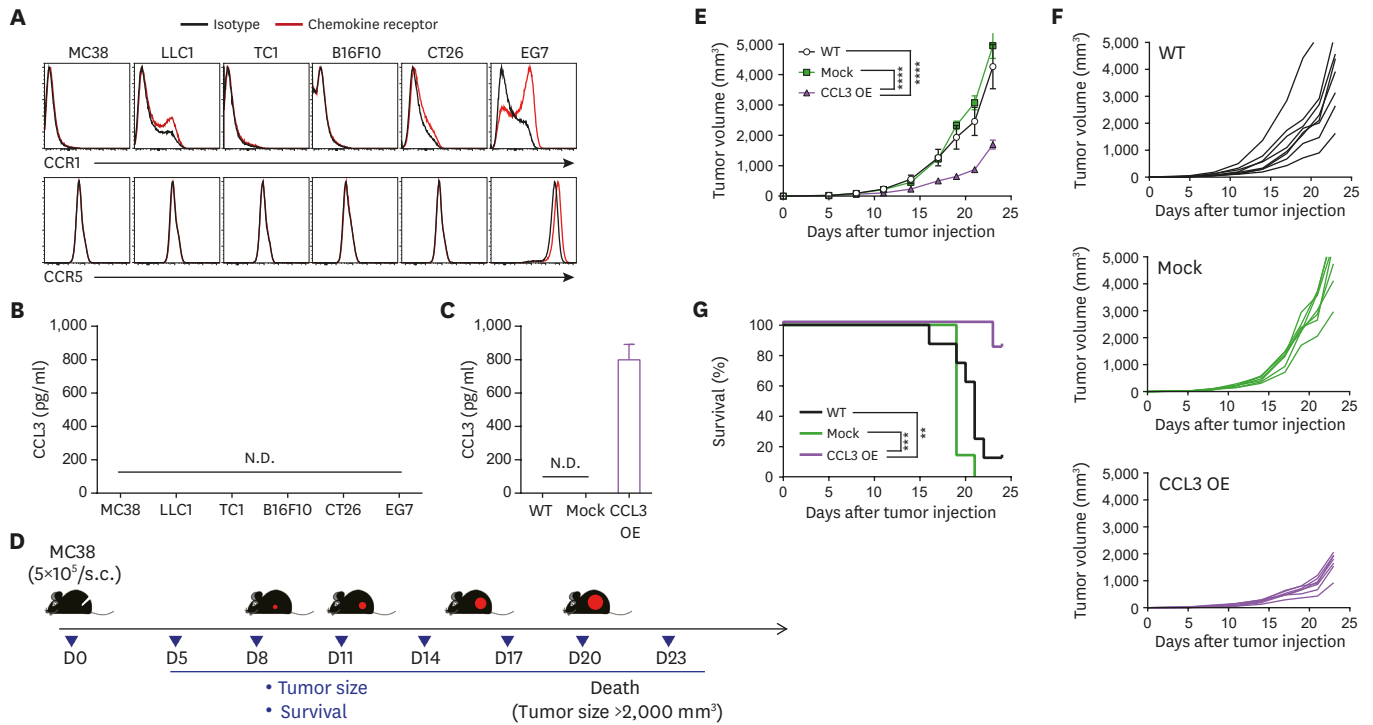 A
Isotype Chemokine receptor
MC38 LLC1 TC1 B16F10 CT26 EG7
CCR1
CCR5
B
CCL3 (pg/ml)
1,000
800
600
400
200
0
N.D.
MC38 LLC1 TC1 B16F10 CT26 EG7
C
CCL3 (pg/ml)
1,000
800
600
400
200
0
N.D.
WT Mock CCL3
OE
D
MC38
(5×10⁵/s.c.)
D0 D5 D8 D11 D14 D17 D20 D23
• Tumor size
• Survival
Death
(Tumor size >2,000 mm³)
E
Tumor volume (mm³)
5,000
4,000
3,000
2,000
1,000
0
WT
Mock
CCL3 OE
****
****
0 5 10 15 20 25
Days after tumor injection
G
Survival (%)
100
80
60
40
20
0
WT
Mock
CCL3 OE
***
**
0 5 10 15 20 25
Days after tumor injection
F
WT
Tumor volume (mm³)
5,000
4,000
3,000
2,000
1,000
0
0 5 10 15 20 25
Days after tumor injection
Mock
Tumor volume (mm³)
5,000
4,000
3,000
2,000
1,000
0
0 5 10 15 20 25
Days after tumor injection
CCL3 OE
Tumor volume (mm³)
5,000
4,000
3,000
2,000
1,000
0
0 5 10 15 20 25
Days after tumor injection